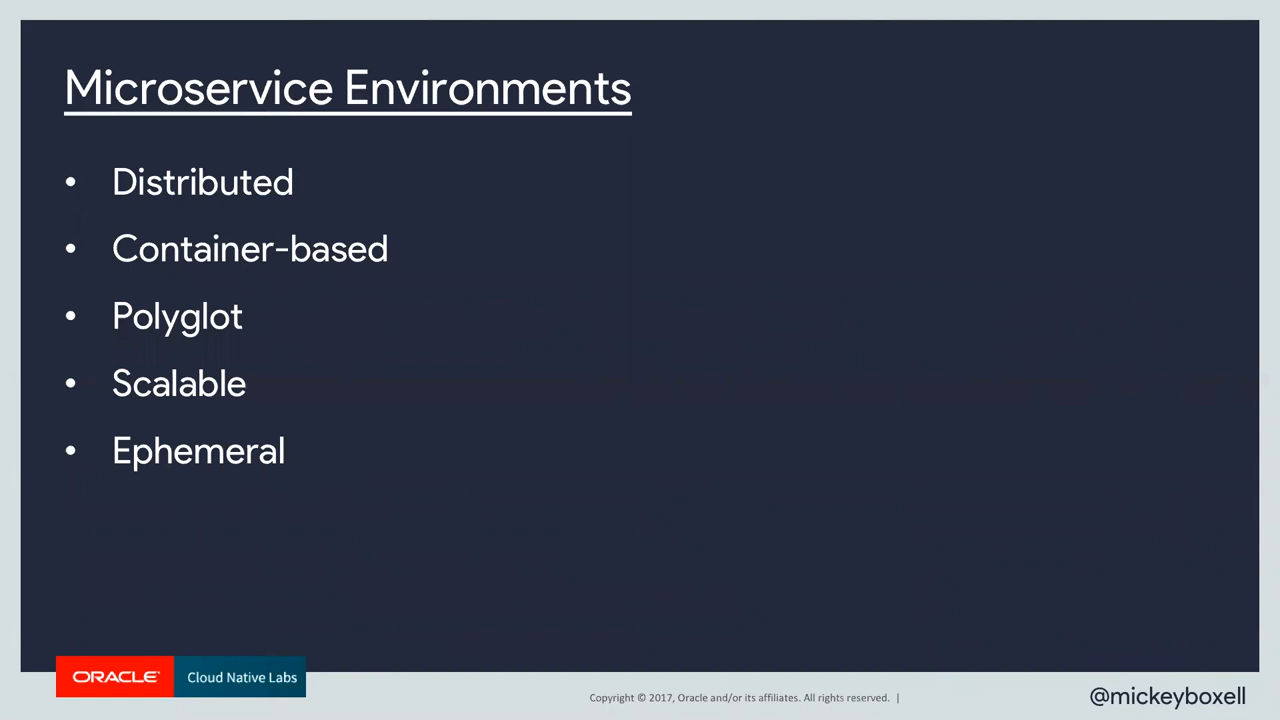 Microservice Environments
• Distributed
• Container-based
• Polyglot
• Scalable
• Ephemeral
ORACLE Cloud Native Labs
Copyright © 2017, Oracle and/or its affiliates. All rights reserved. |
@mickeyboxell